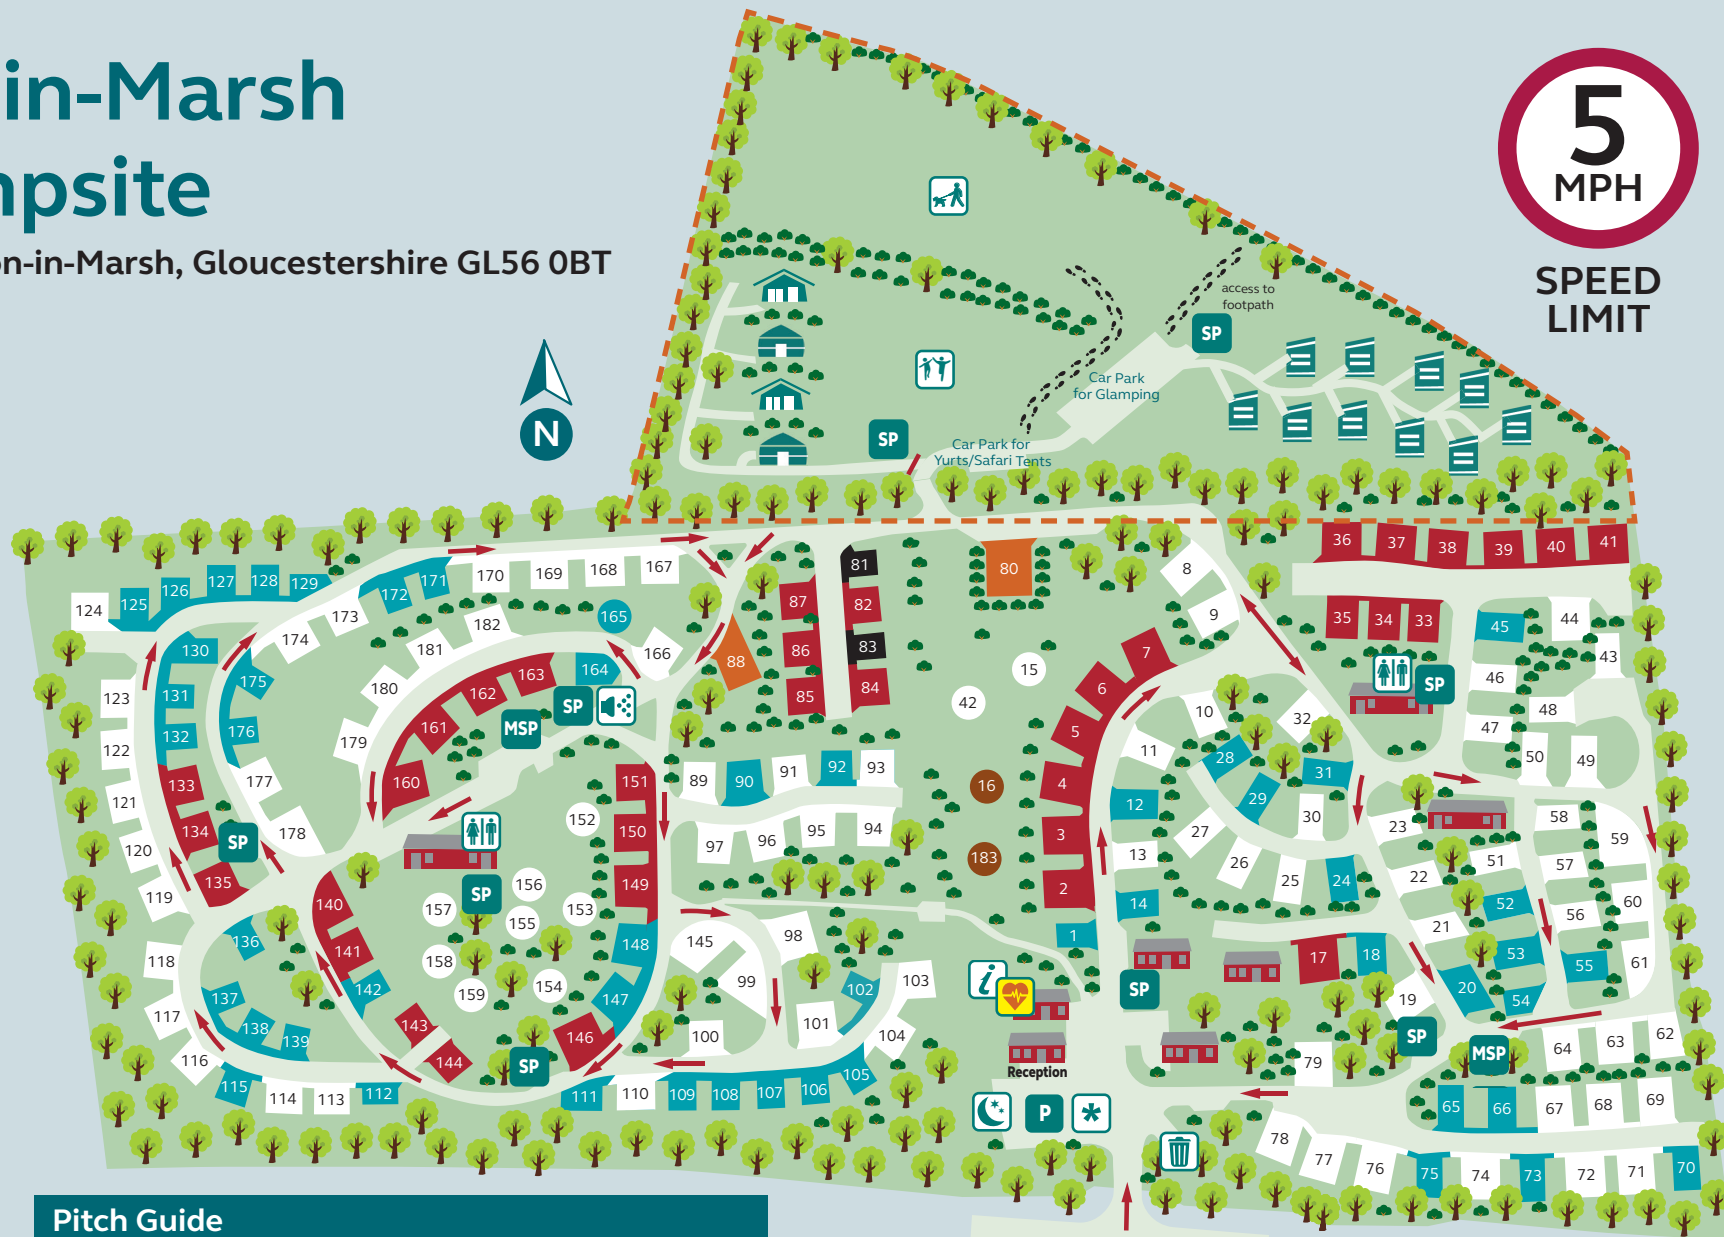 in-Marsh
mpsite
n-in-Marsh, Gloucestershire GL56 0BT
5
MPH
SPEED
LIMIT
N
access to
footpath
SP
Car Park
for Glamping
SP
Car Park for
Yurts/Safari Tents
36 37 38 39 40 41
35 34 33 45 44 43
46 47 48 50 49
SP
80
81 82 83 84
87 86 85
88
8 9
7 6 5 4 3 2 1
15 42 16 183
124 125 126 127 128 129
172 171 170 169 168 167
173 174 182 181 180 179
165 166 164 163 162 161 160
SP
MSP
130 131 132 133 134 135
175 176 177 178
123 122 121 120 119 118 117 116
SP
151 150 149 148 147 146
152 153 154 155 156 157 158 159
SP
89 90 91 92 93
97 96 95 94
10 11 12 13 14
32 28 29 31 30
27 26 25 24
23 22 21 20 19
17 18
58 59 51 57 52 56 60 53 55 61 54
140 141 142 143 144
136 137 138 139
145 98 99 100 101 102 103 104
SP
SP
SP
MSP
i
Reception
P
*
79 64 63 62
115 114 113 112 111 110 109 108 107 106 105
65 66 67 68 69
78 77 76 75 74 73 72 71 70
Pitch Guide